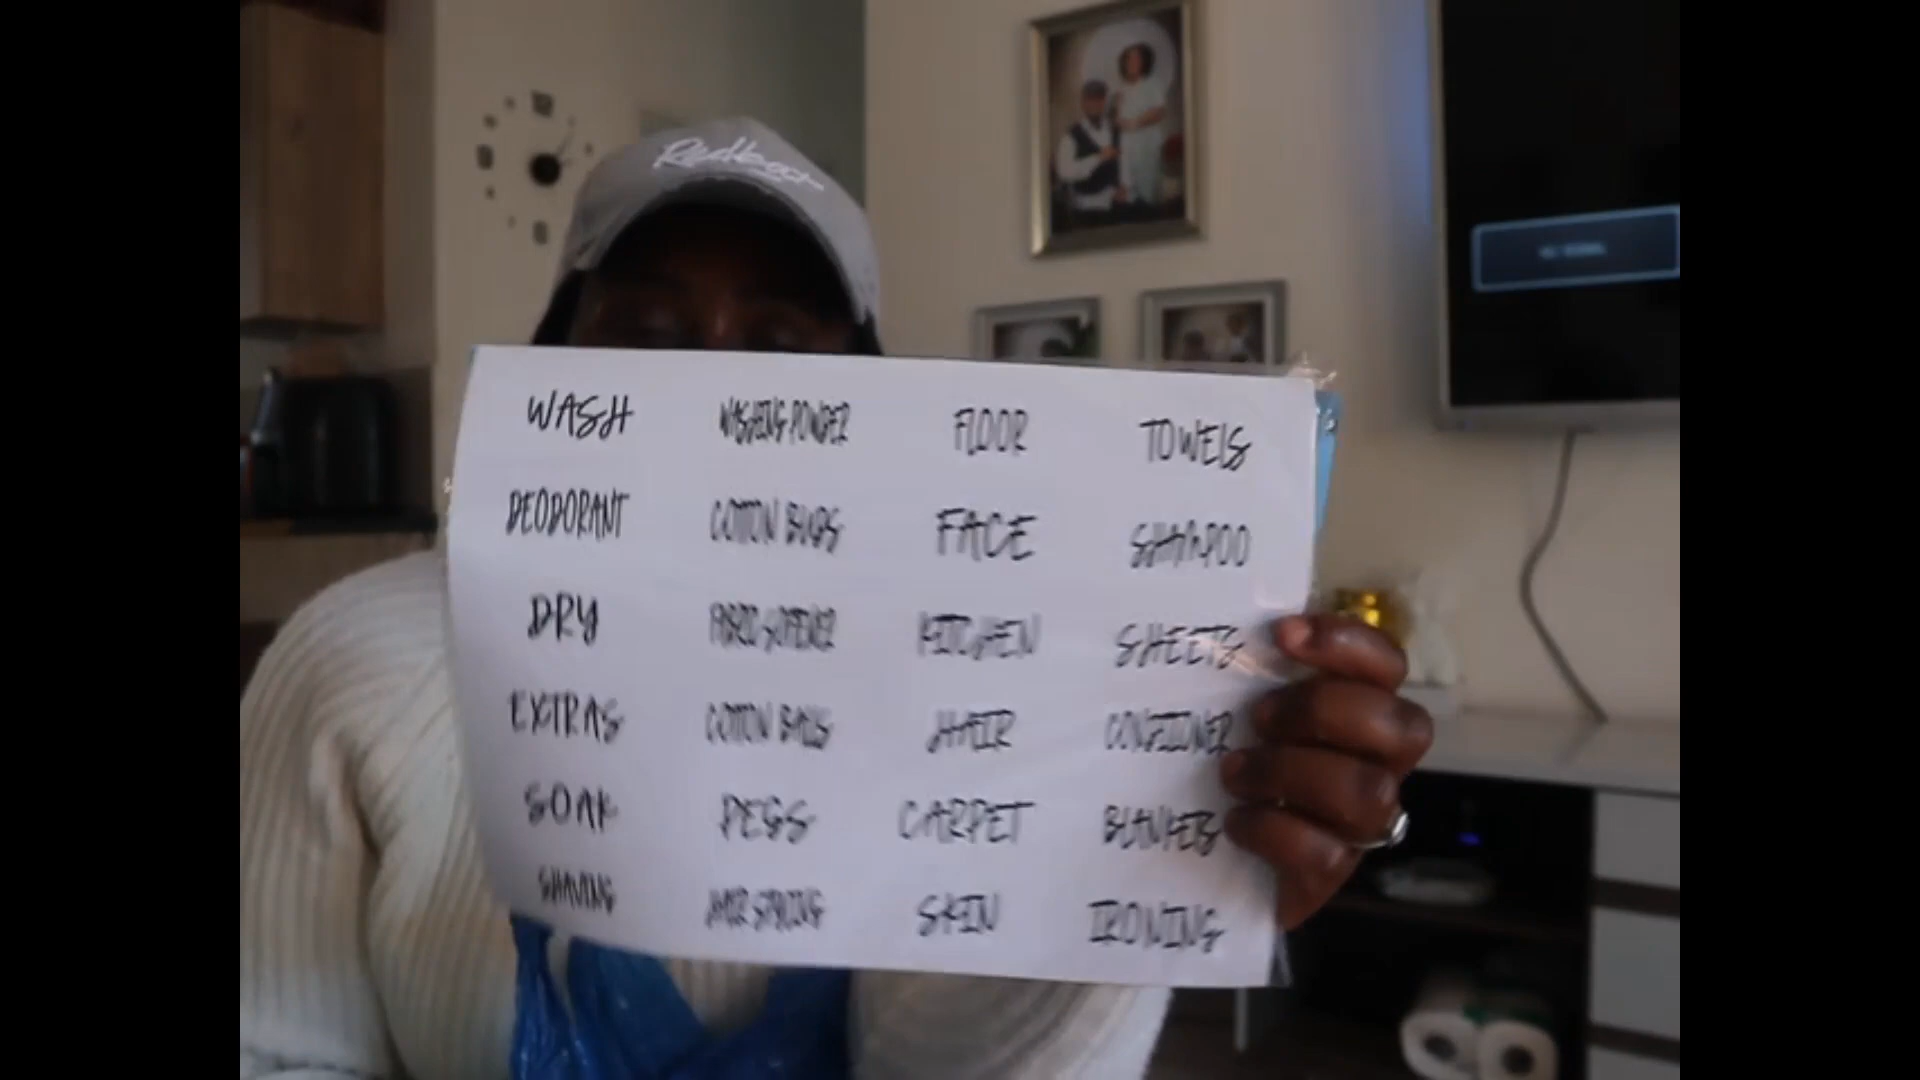 Redbat
WASH WASHING POWDER FLOOR TOWELS
DEODORANT COTTON BUDS FACE SHAMPOO
DRY FABRIC SOFTENER KITCHEN SHEETS
EXTRAS COTTON BALLS HAIR CONDITIONER
SOAK PEGS CARPET BLANKETS
SHAVING HAIR STYLING SKIN IRONING